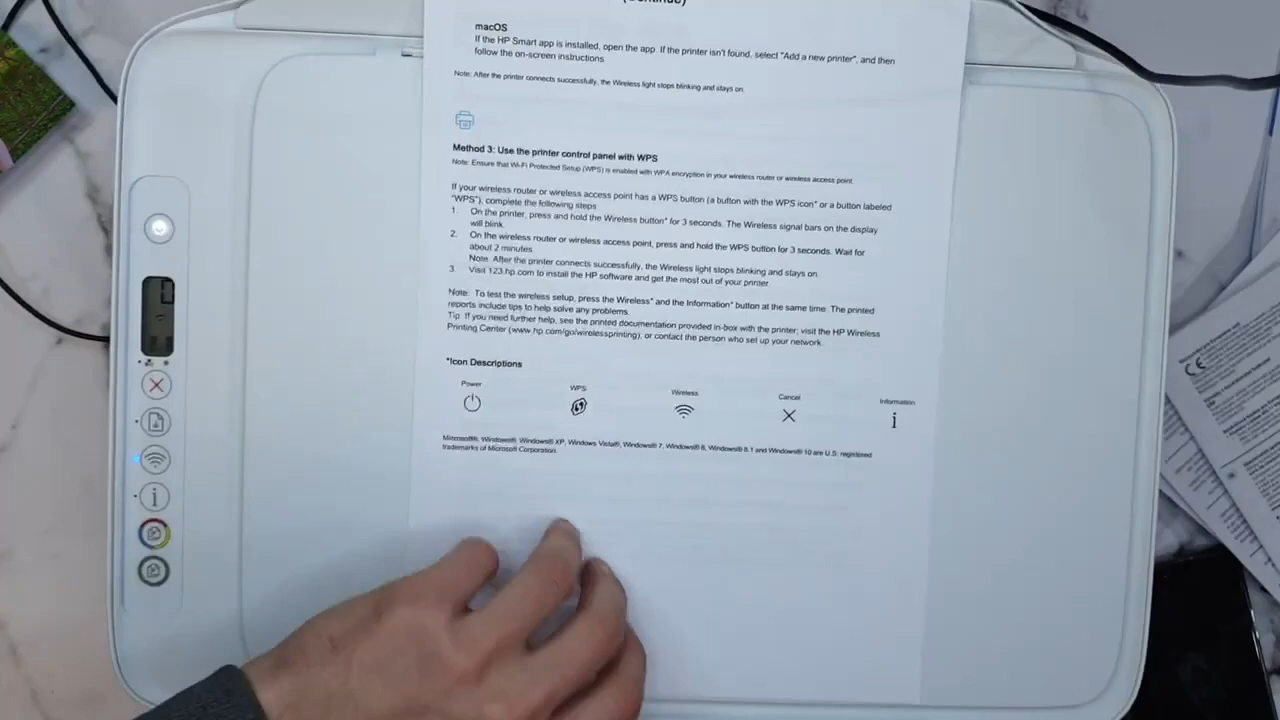 (Continue)
macOS
If the HP Smart app is installed, open the app. If the printer isn't found, select "Add a new printer", and then
follow the on-screen instructions
Note: After the printer connects successfully, the Wireless light stops blinking and stays on.
Method 3: Use the printer control panel with WPS
Note: Ensure that Wi-Fi Protected Setup (WPS) is enabled with WPA encryption in your wireless router or wireless access point.
If your wireless router or wireless access point has a WPS button (a button with the WPS icon* or a button labeled
"WPS"), complete the following steps
1. On the printer, press and hold the Wireless button* for 3 seconds. The Wireless signal bars on the display
will blink.
2. On the wireless router or wireless access point, press and hold the WPS button for 3 seconds. Wait for
about 2 minutes.
Note: After the printer connects successfully, the Wireless light stops blinking and stays on.
3. Visit 123.hp.com to install the HP software and get the most out of your printer.
Note: To test the wireless setup, press the Wireless* and the Information* button at the same time. The printed
reports include tips to help solve any problems.
Tip: If you need further help, see the printed documentation provided in-box with the printer, visit the HP Wireless
Printing Center (www.hp.com/go/wirelessprinting), or contact the person who set up your network.
*Icon Descriptions
Power WPS Wireless Cancel Information
Microsoft®, Windows®, Windows® XP, Windows Vista®, Windows® 7, Windows® 8, Windows® 8.1 and Windows® 10 are U.S. registered
trademarks of Microsoft Corporation.